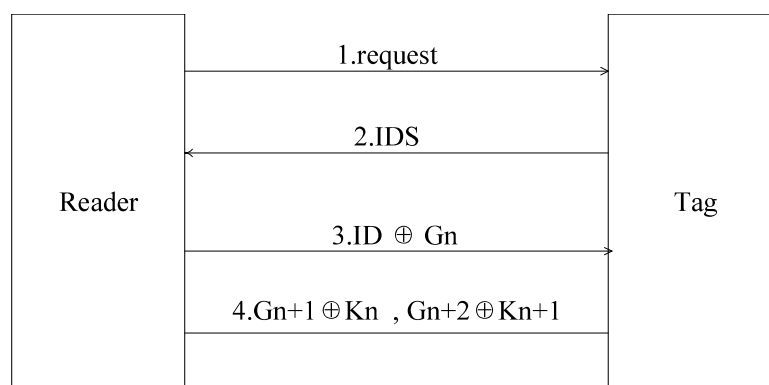 1.request
2.IDS
Reader
Tag
3.ID ⊕ Gn
4.Gn+1⊕Kn , Gn+2⊕Kn+1